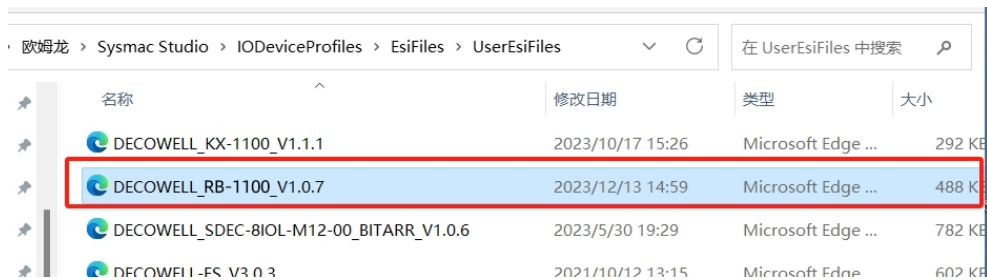 欧姆龙 > Sysmac Studio > IODeviceProfiles > EsiFiles > UserEsiFiles 在 UserEsiFiles 中搜索
名称 修改日期 类型 大小
DECOWELL_KX-1100_V1.1.1 2023/10/17 15:26 Microsoft Edge ... 292 KB
DECOWELL_RB-1100_V1.0.7 2023/12/13 14:59 Microsoft Edge ... 488 K
DECOWELL_SDEC-8IOL-M12-00_BITARR_V1.0.6 2023/5/30 19:29 Microsoft Edge ... 782 KB
DECOWELL-FS_V3.0.3 2021/10/12 13:15 Microsoft Edge ... 602 KB